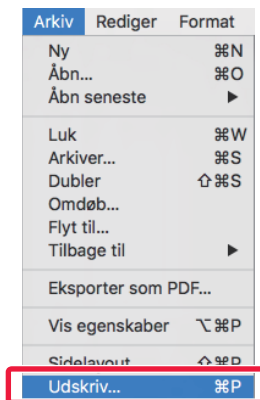 Arkiv Rediger Format
Ny ⌘N
Åbn... ⌘O
Åbn seneste ▶
Luk ⌘W
Arkiver... ⌘S
Dubler ⇧⌘S
Omdøb...
Flyt til...
Tilbage til ▶
Eksporter som PDF...
Vis egenskaber ⌥⌘P
Sidelayout ⇧⌘P
Udskriv... ⌘P